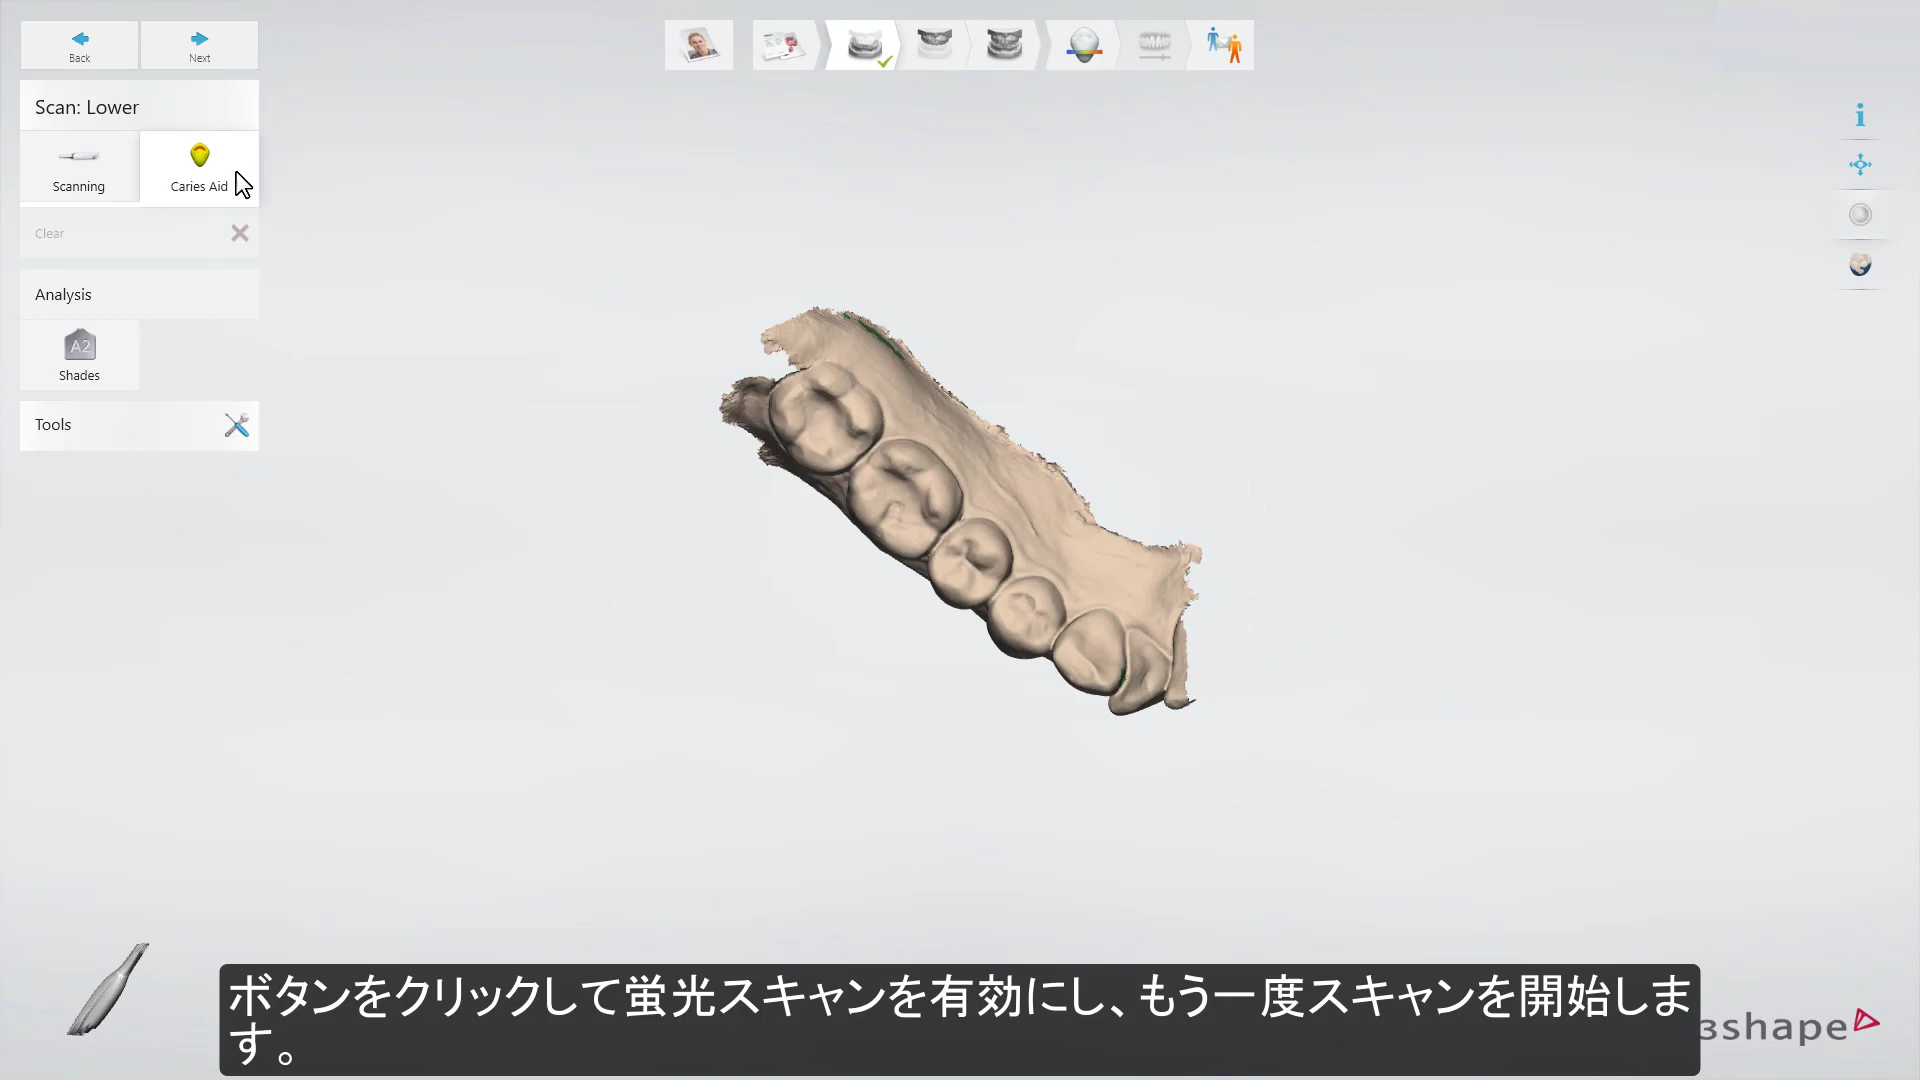 Back
Next
Scan: Lower
Scanning
Caries Aid
Clear
Analysis
A2
Shades
Tools
ボタンをクリックして蛍光スキャンを有効にし、もう一度スキャンを開始しま
す。
3shape